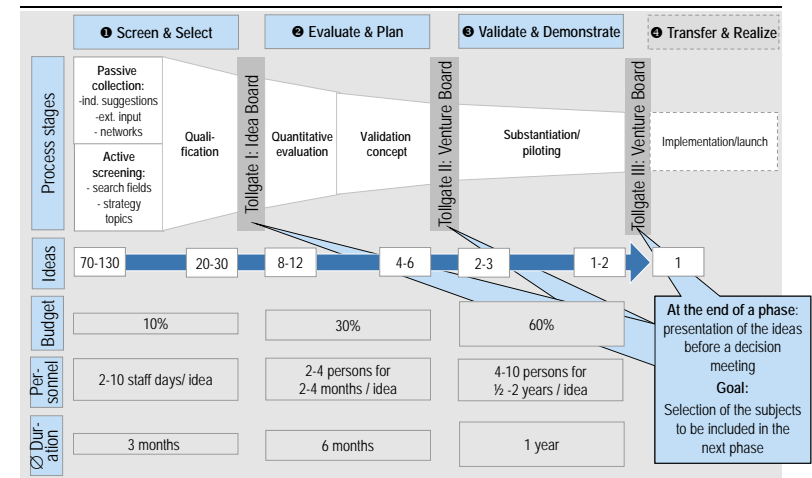 ❶ Screen & Select
❷ Evaluate & Plan
❸ Validate & Demonstrate
❹ Transfer & Realize
Process stages
Passive
collection:
-ind. suggestions
-ext. input
- networks
Active
screening:
- search fields
- strategy
topics
Quali-
fication
Tollgate I: Idea Board
Quantitative
evaluation
Validation
concept
Tollgate II: Venture Board
Substantiation/
piloting
Tollgate III: Venture Board
Implementation/launch
Ideas
70-130
20-30
8-12
4-6
2-3
1-2
1
Budget
10%
30%
60%
Per-
sonnel
2-10 staff days/ idea
2-4 persons for
2-4 months / idea
4-10 persons for
½ -2 years / idea
Ø Dur-
ation
3 months
6 months
1 year
At the end of a phase:
presentation of the ideas
before a decision
meeting
Goal:
Selection of the subjects
to be included in the
next phase